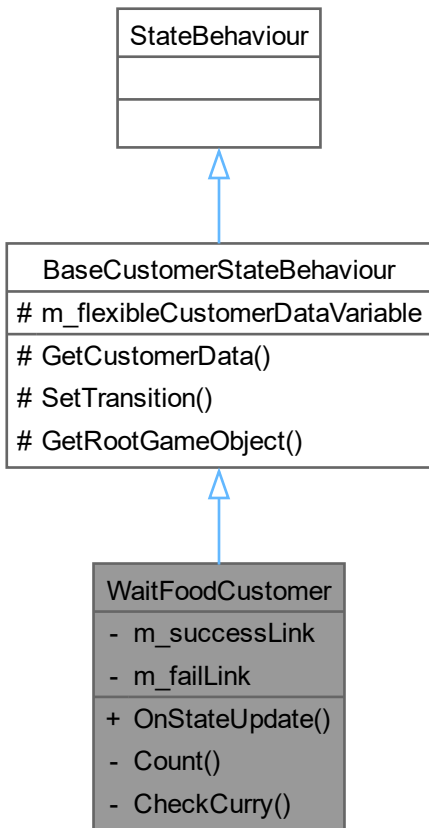 StateBehaviour
BaseCustomerStateBehaviour
# m_flexibleCustomerDataVariable
# GetCustomerData()
# SetTransition()
# GetRootGameObject()
WaitFoodCustomer
- m_successLink
- m_failLink
+ OnStateUpdate()
- Count()
- CheckCurry()